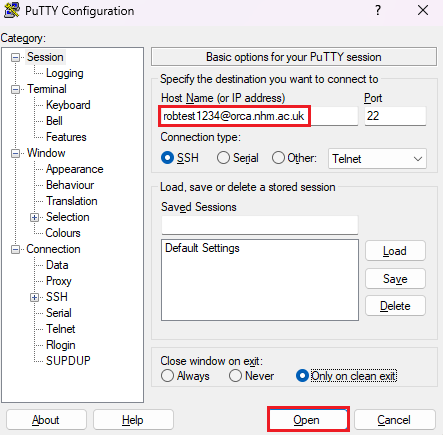 PuTTY Configuration
Category:
Session
Logging
Terminal
Keyboard
Bell
Features
Window
Appearance
Behaviour
Translation
Selection
Colours
Connection
Data
Proxy
SSH
Serial
Telnet
Rlogin
SUPDUP
Basic options for your PuTTY session
Specify the destination you want to connect to
Host Name (or IP address) Port
robtest1234@orca.nhm.ac.uk 22
Connection type:
SSH Serial Other: Telnet
Load, save or delete a stored session
Saved Sessions
Default Settings
Load
Save
Delete
Close window on exit:
Always Never Only on clean exit
About Help Open Cancel